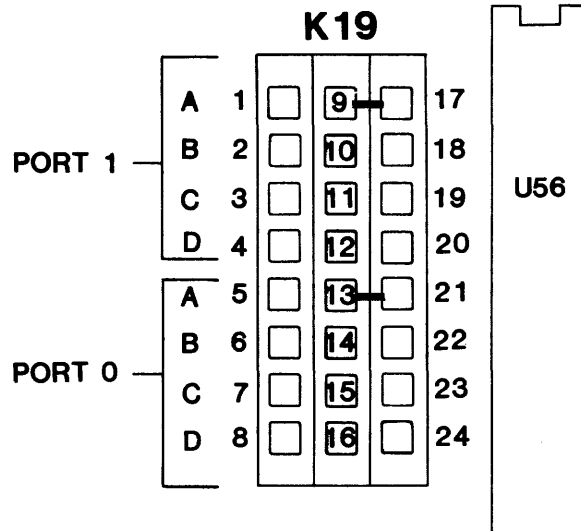 K19
A 1 9 17
B 2 10 18
PORT 1
U56
C 3 11 19
D 4 12 20
A 5 13 21
B 6 14 22
PORT 0
C 7 15 23
D 8 16 24